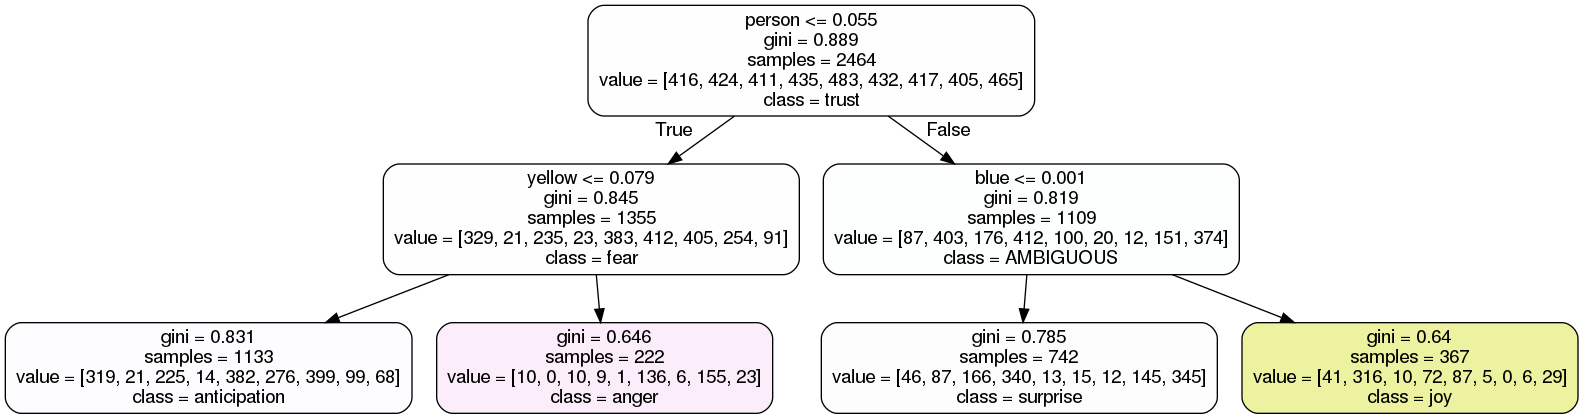 person <= 0.055
gini = 0.889
samples = 2464
value = [416, 424, 411, 435, 483, 432, 417, 405, 465]
class = trust
True
False
yellow <= 0.079
gini = 0.845
samples = 1355
value = [329, 21, 235, 23, 383, 412, 405, 254, 91]
class = fear
blue <= 0.001
gini = 0.819
samples = 1109
value = [87, 403, 176, 412, 100, 20, 12, 151, 374]
class = AMBIGUOUS
gini = 0.831
samples = 1133
value = [319, 21, 225, 14, 382, 276, 399, 99, 68]
class = anticipation
gini = 0.646
samples = 222
value = [10, 0, 10, 9, 1, 136, 6, 155, 23]
class = anger
gini = 0.785
samples = 742
value = [46, 87, 166, 340, 13, 15, 12, 145, 345]
class = surprise
gini = 0.64
samples = 367
value = [41, 316, 10, 72, 87, 5, 0, 6, 29]
class = joy